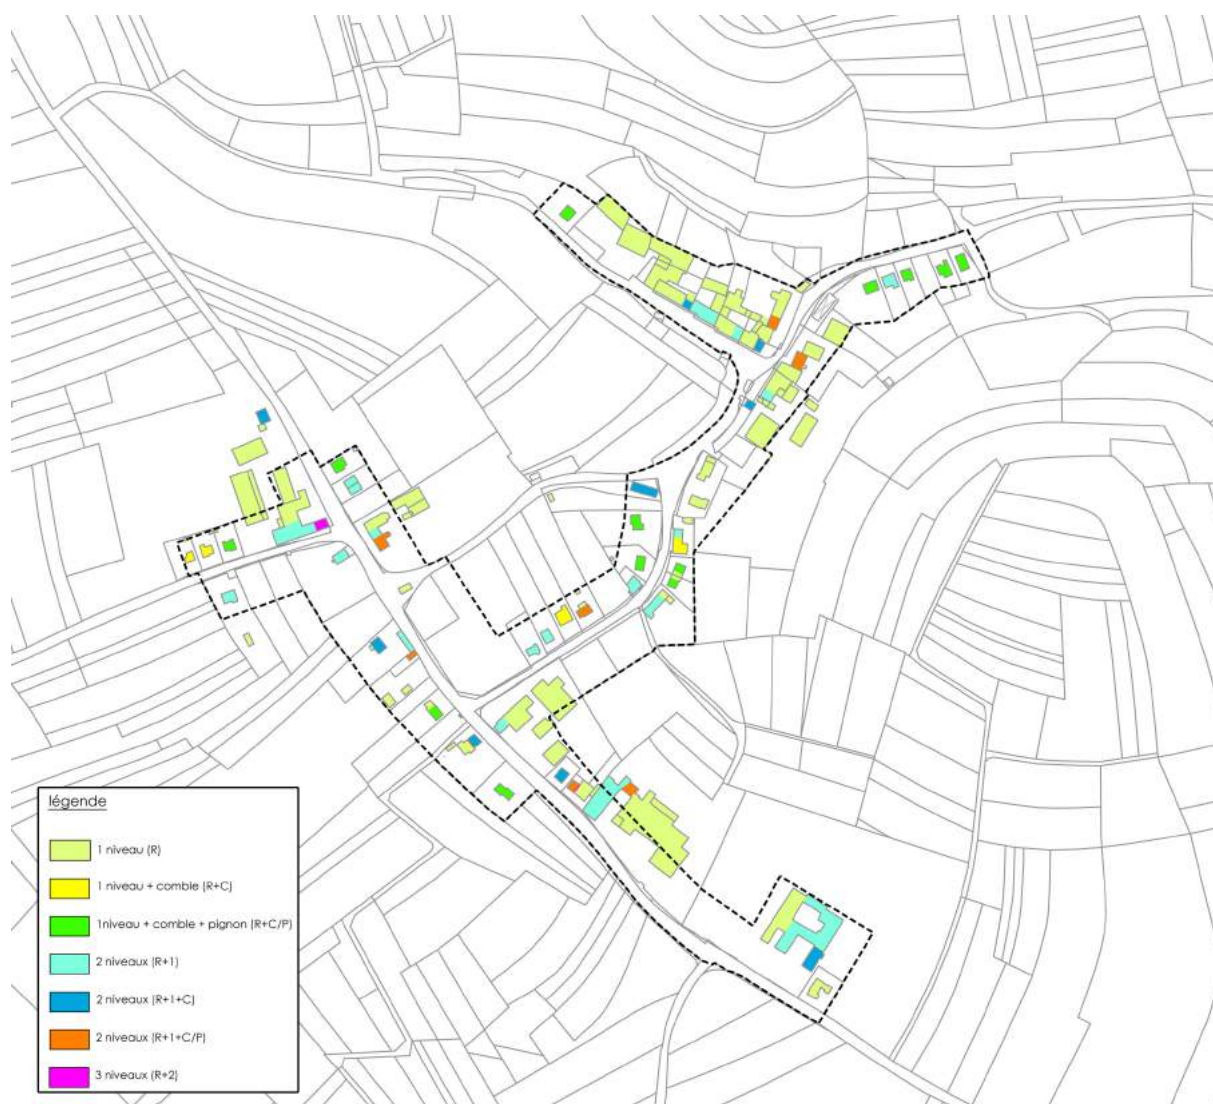 légende
1 niveau (R)
1 niveau + comble (R+C)
1niveau + comble + pignon (R+C/P)
2 niveaux (R+1)
2 niveaux (R+1+C)
2 niveaux (R+1+C/P)
3 niveaux (R+2)